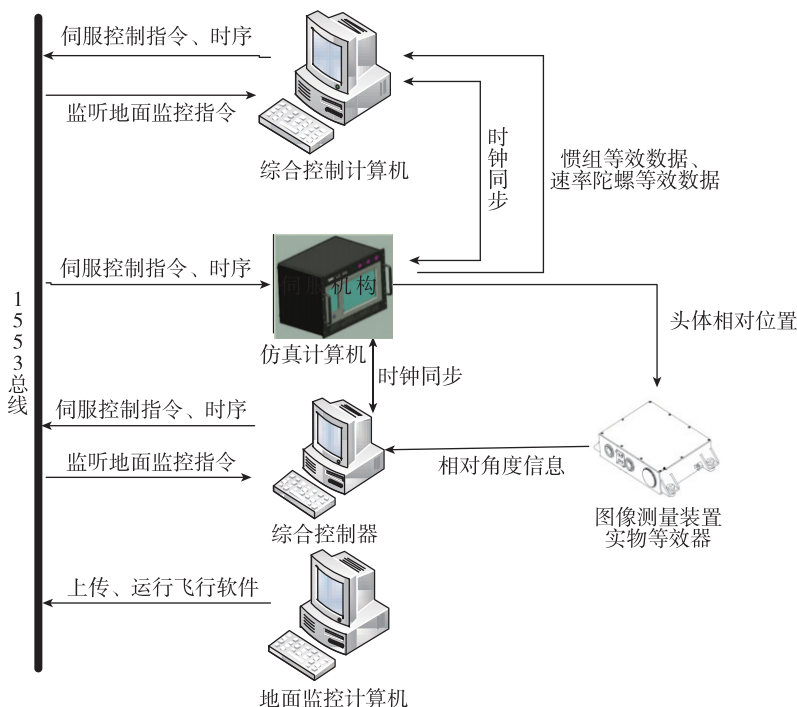 伺服控制指令、时序
监听地面监控指令
综合控制计算机
时钟同步
惯组等效数据、
速率陀螺等效数据
伺服控制指令、时序
伺服机构
仿真计算机
头体相对位置
1553总线
时钟同步
伺服控制指令、时序
监听地面监控指令
相对角度信息
综合控制器
图像测量装置
实物等效器
上传、运行飞行软件
地面监控计算机